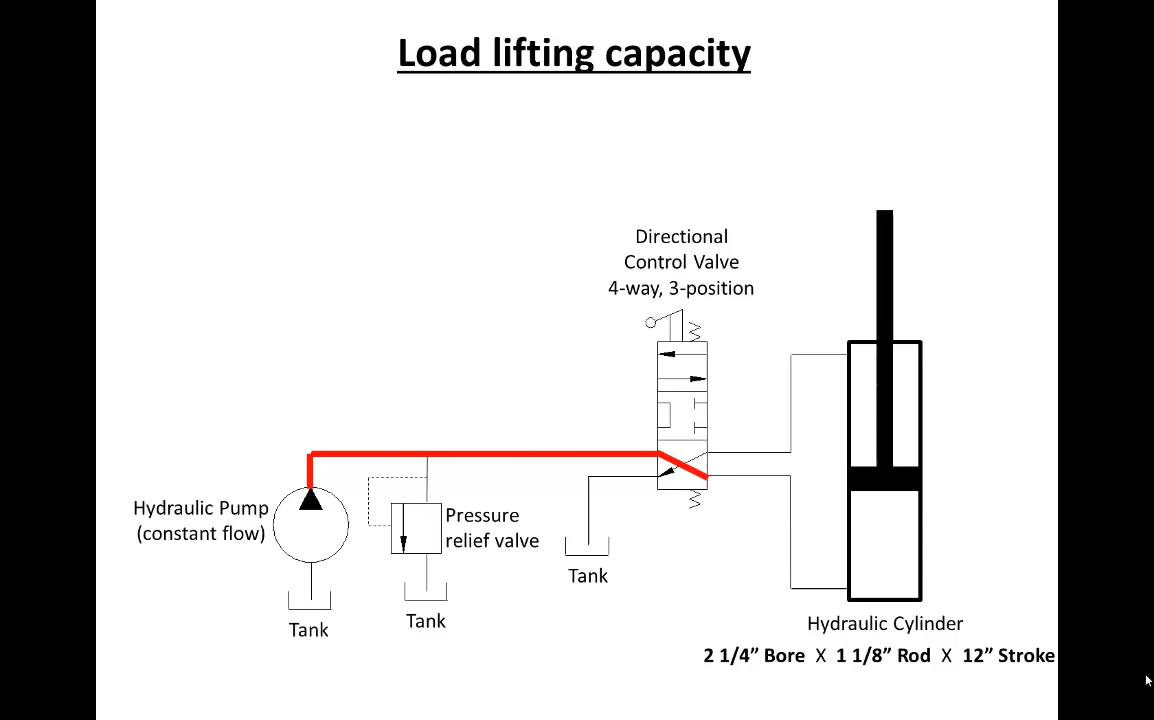 Load lifting capacity
Directional
Control Valve
4-way, 3-position
Hydraulic Pump
(constant flow)
Pressure
relief valve
Tank
Tank
Tank
Hydraulic Cylinder
2 1/4” Bore X 1 1/8” Rod X 12” Stroke